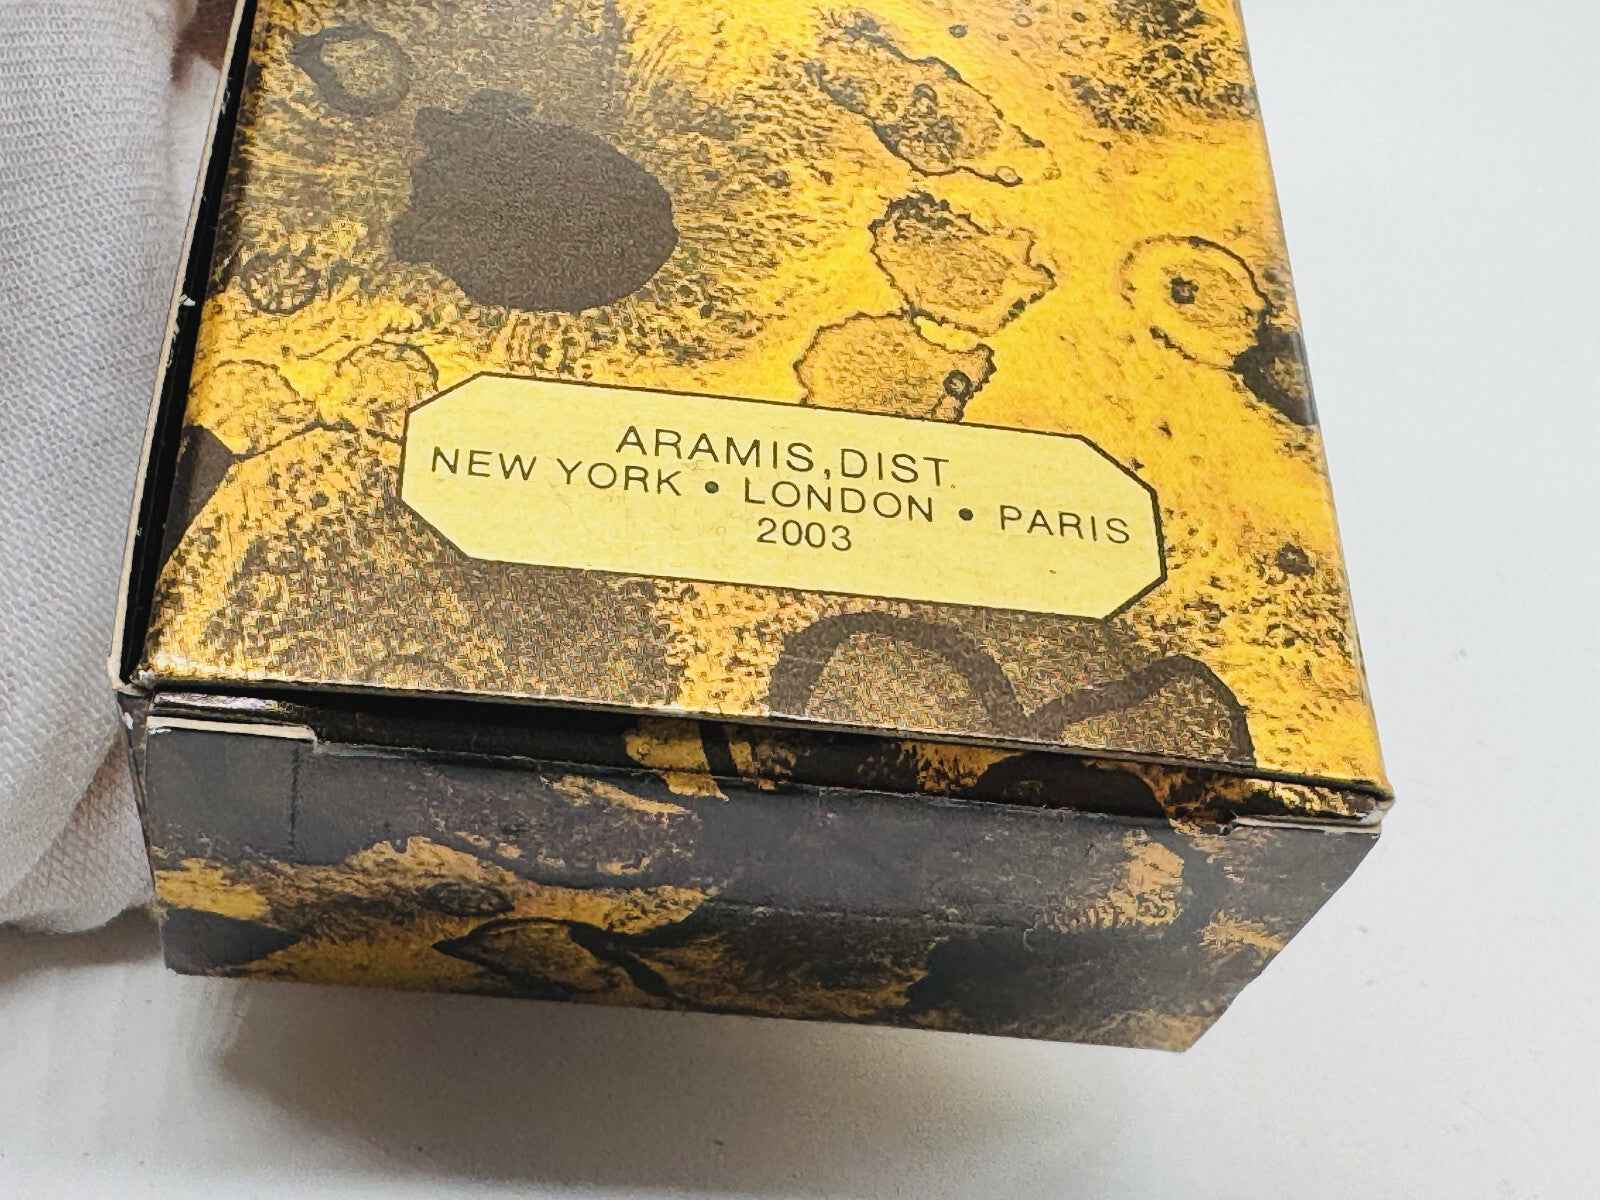 ARAMIS, DIST.
NEW YORK • LONDON • PARIS
2003